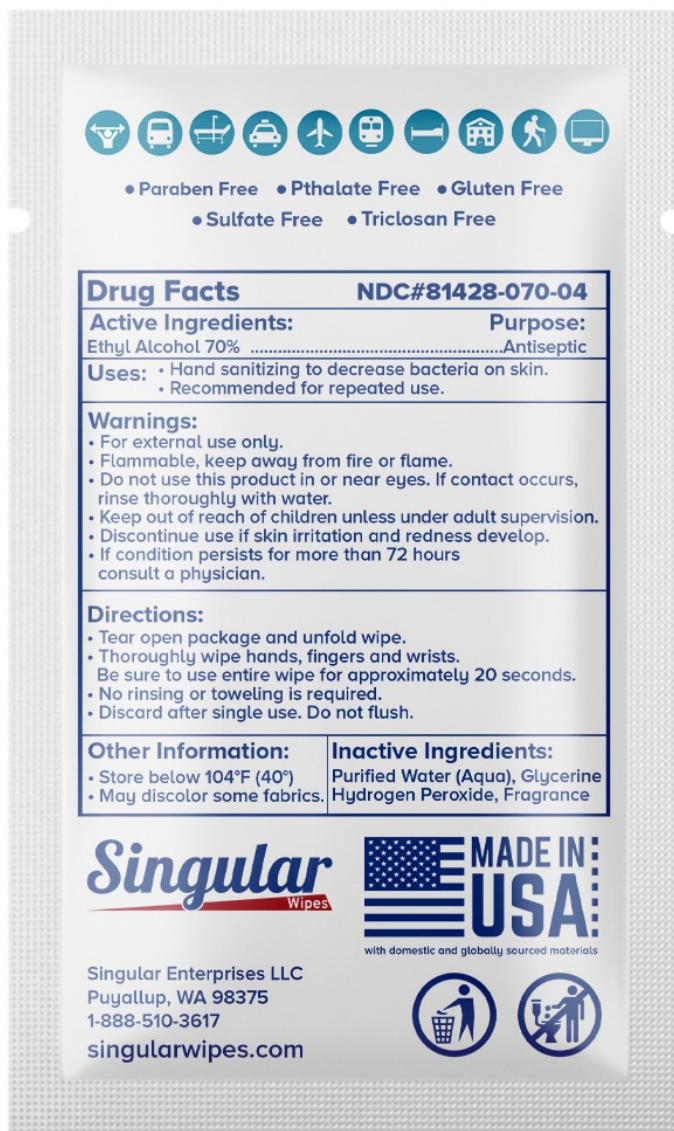 • Paraben Free • Pthalate Free • Gluten Free
• Sulfate Free • Triclosan Free
Drug Facts NDC#81428-070-04
Active Ingredients: Purpose:
Ethyl Alcohol 70% ............................................................Antiseptic
Uses: • Hand sanitizing to decrease bacteria on skin.
• Recommended for repeated use.
Warnings:
• For external use only.
• Flammable, keep away from fire or flame.
• Do not use this product in or near eyes. If contact occurs,
rinse thoroughly with water.
• Keep out of reach of children unless under adult supervision.
• Discontinue use if skin irritation and redness develop.
• If condition persists for more than 72 hours
consult a physician.
Directions:
• Tear open package and unfold wipe.
• Thoroughly wipe hands, fingers and wrists.
Be sure to use entire wipe for approximately 20 seconds.
• No rinsing or toweling is required.
• Discard after single use. Do not flush.
Other Information:
• Store below 104°F (40°)
• May discolor some fabrics.
Inactive Ingredients:
Purified Water (Aqua), Glycerine
Hydrogen Peroxide, Fragrance
Singular
Wipes
MADE IN
USA
with domestic and globally sourced materials
Singular Enterprises LLC
Puyallup, WA 98375
1-888-510-3617
singularwipes.com